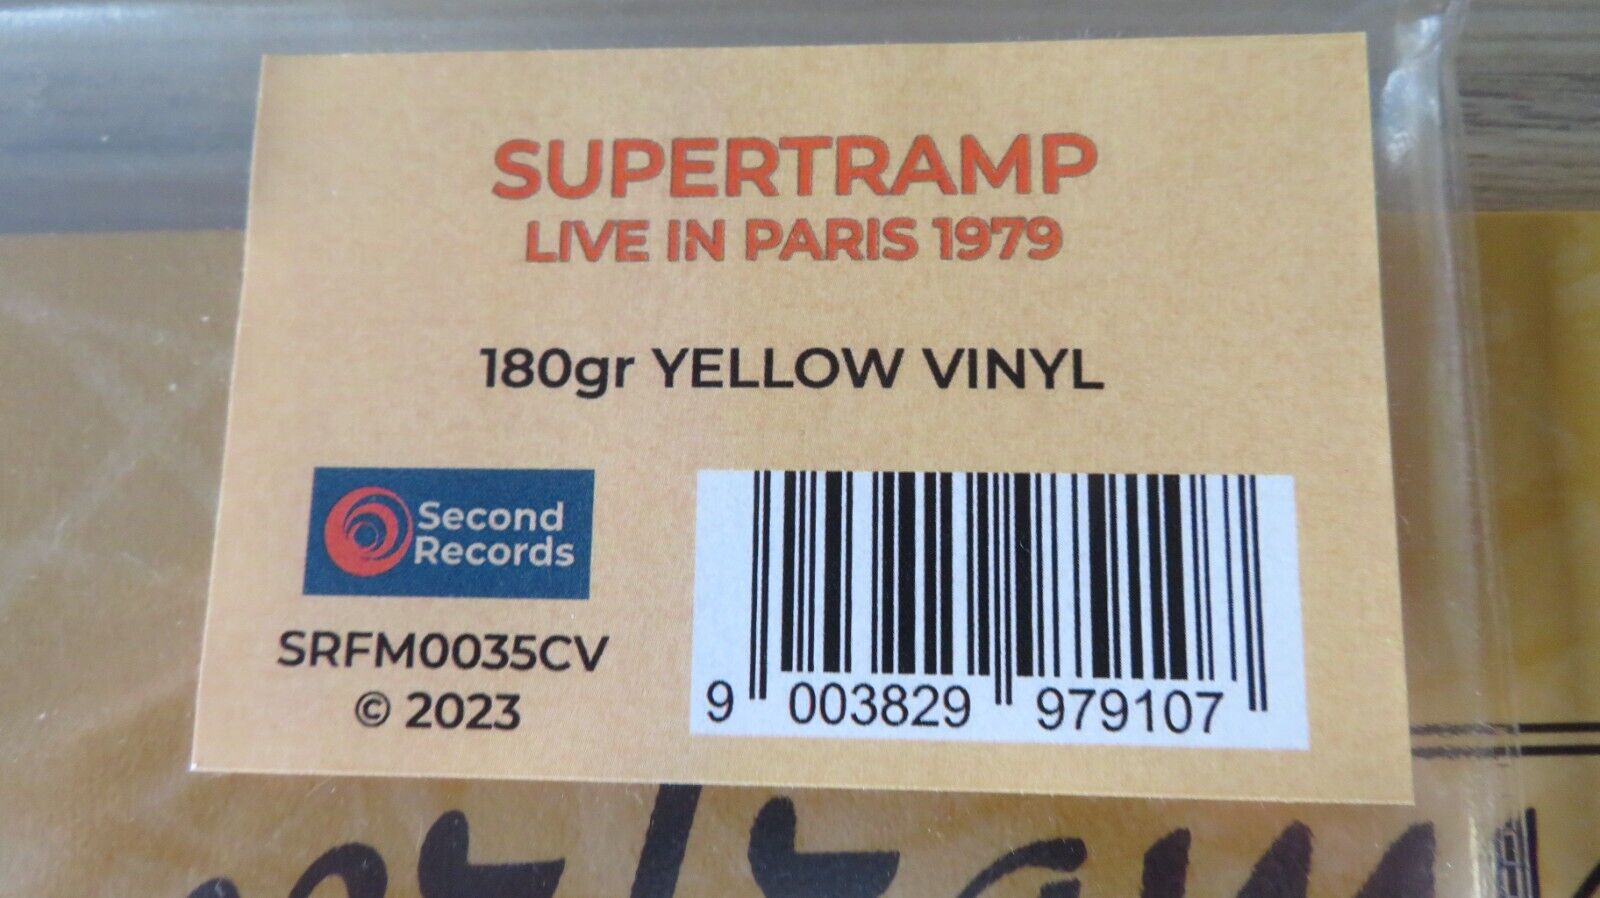 SUPERTRAMP
LIVE IN PARIS 1979
180gr YELLOW VINYL
Second
Records
SRFM0035CV
© 2023
9 003829 979107